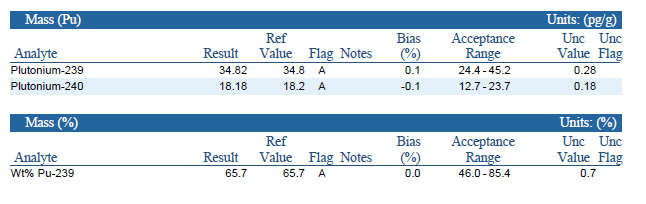 Mass (Pu) Units: (pg/g)
Ref Bias Acceptance Unc Unc
Analyte Result Value Flag Notes (%) Range Value Flag
Plutonium-239 34.82 34.8 A 0.1 24.4 - 45.2 0.28
Plutonium-240 18.18 18.2 A -0.1 12.7 - 23.7 0.18
Mass (%) Units: (%)
Ref Bias Acceptance Unc Unc
Analyte Result Value Flag Notes (%) Range Value Flag
Wt% Pu-239 65.7 65.7 A 0.0 46.0 - 85.4 0.7